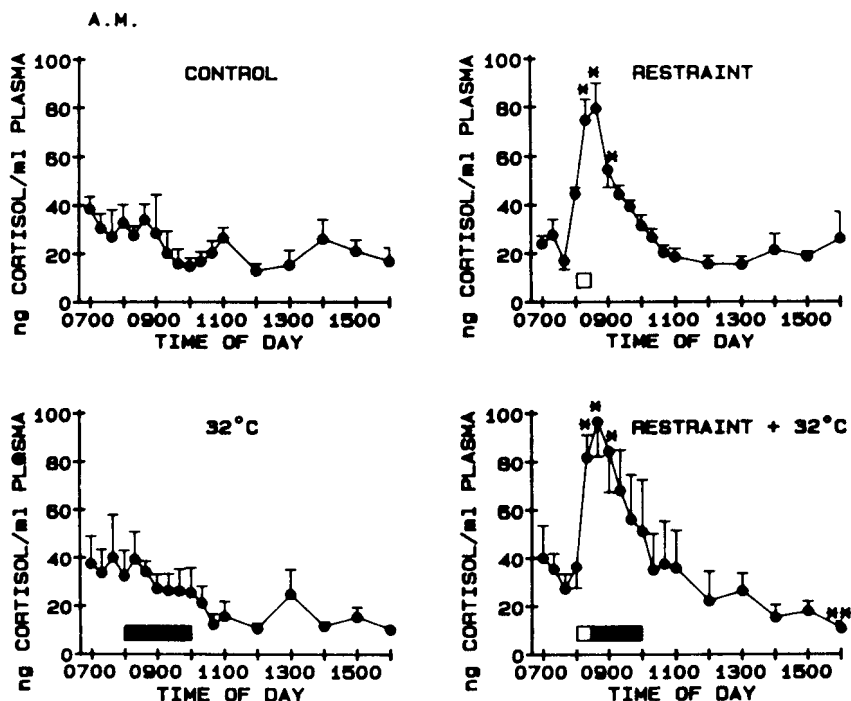 A.M.
CONTROL
ng CORTISOL/ml PLASMA
100
80
60
40
20
0
0700 0900 1100 1300 1500
TIME OF DAY
RESTRAINT
ng CORTISOL/ml PLASMA
100
80
60
40
20
0
* * *
0700 0900 1100 1300 1500
TIME OF DAY
32°C
ng CORTISOL/ml PLASMA
100
80
60
40
20
0
0700 0900 1100 1300 1500
TIME OF DAY
RESTRAINT + 32°C
ng CORTISOL/ml PLASMA
100
80
60
40
20
0
* * *
**
0700 0900 1100 1300 1500
TIME OF DAY